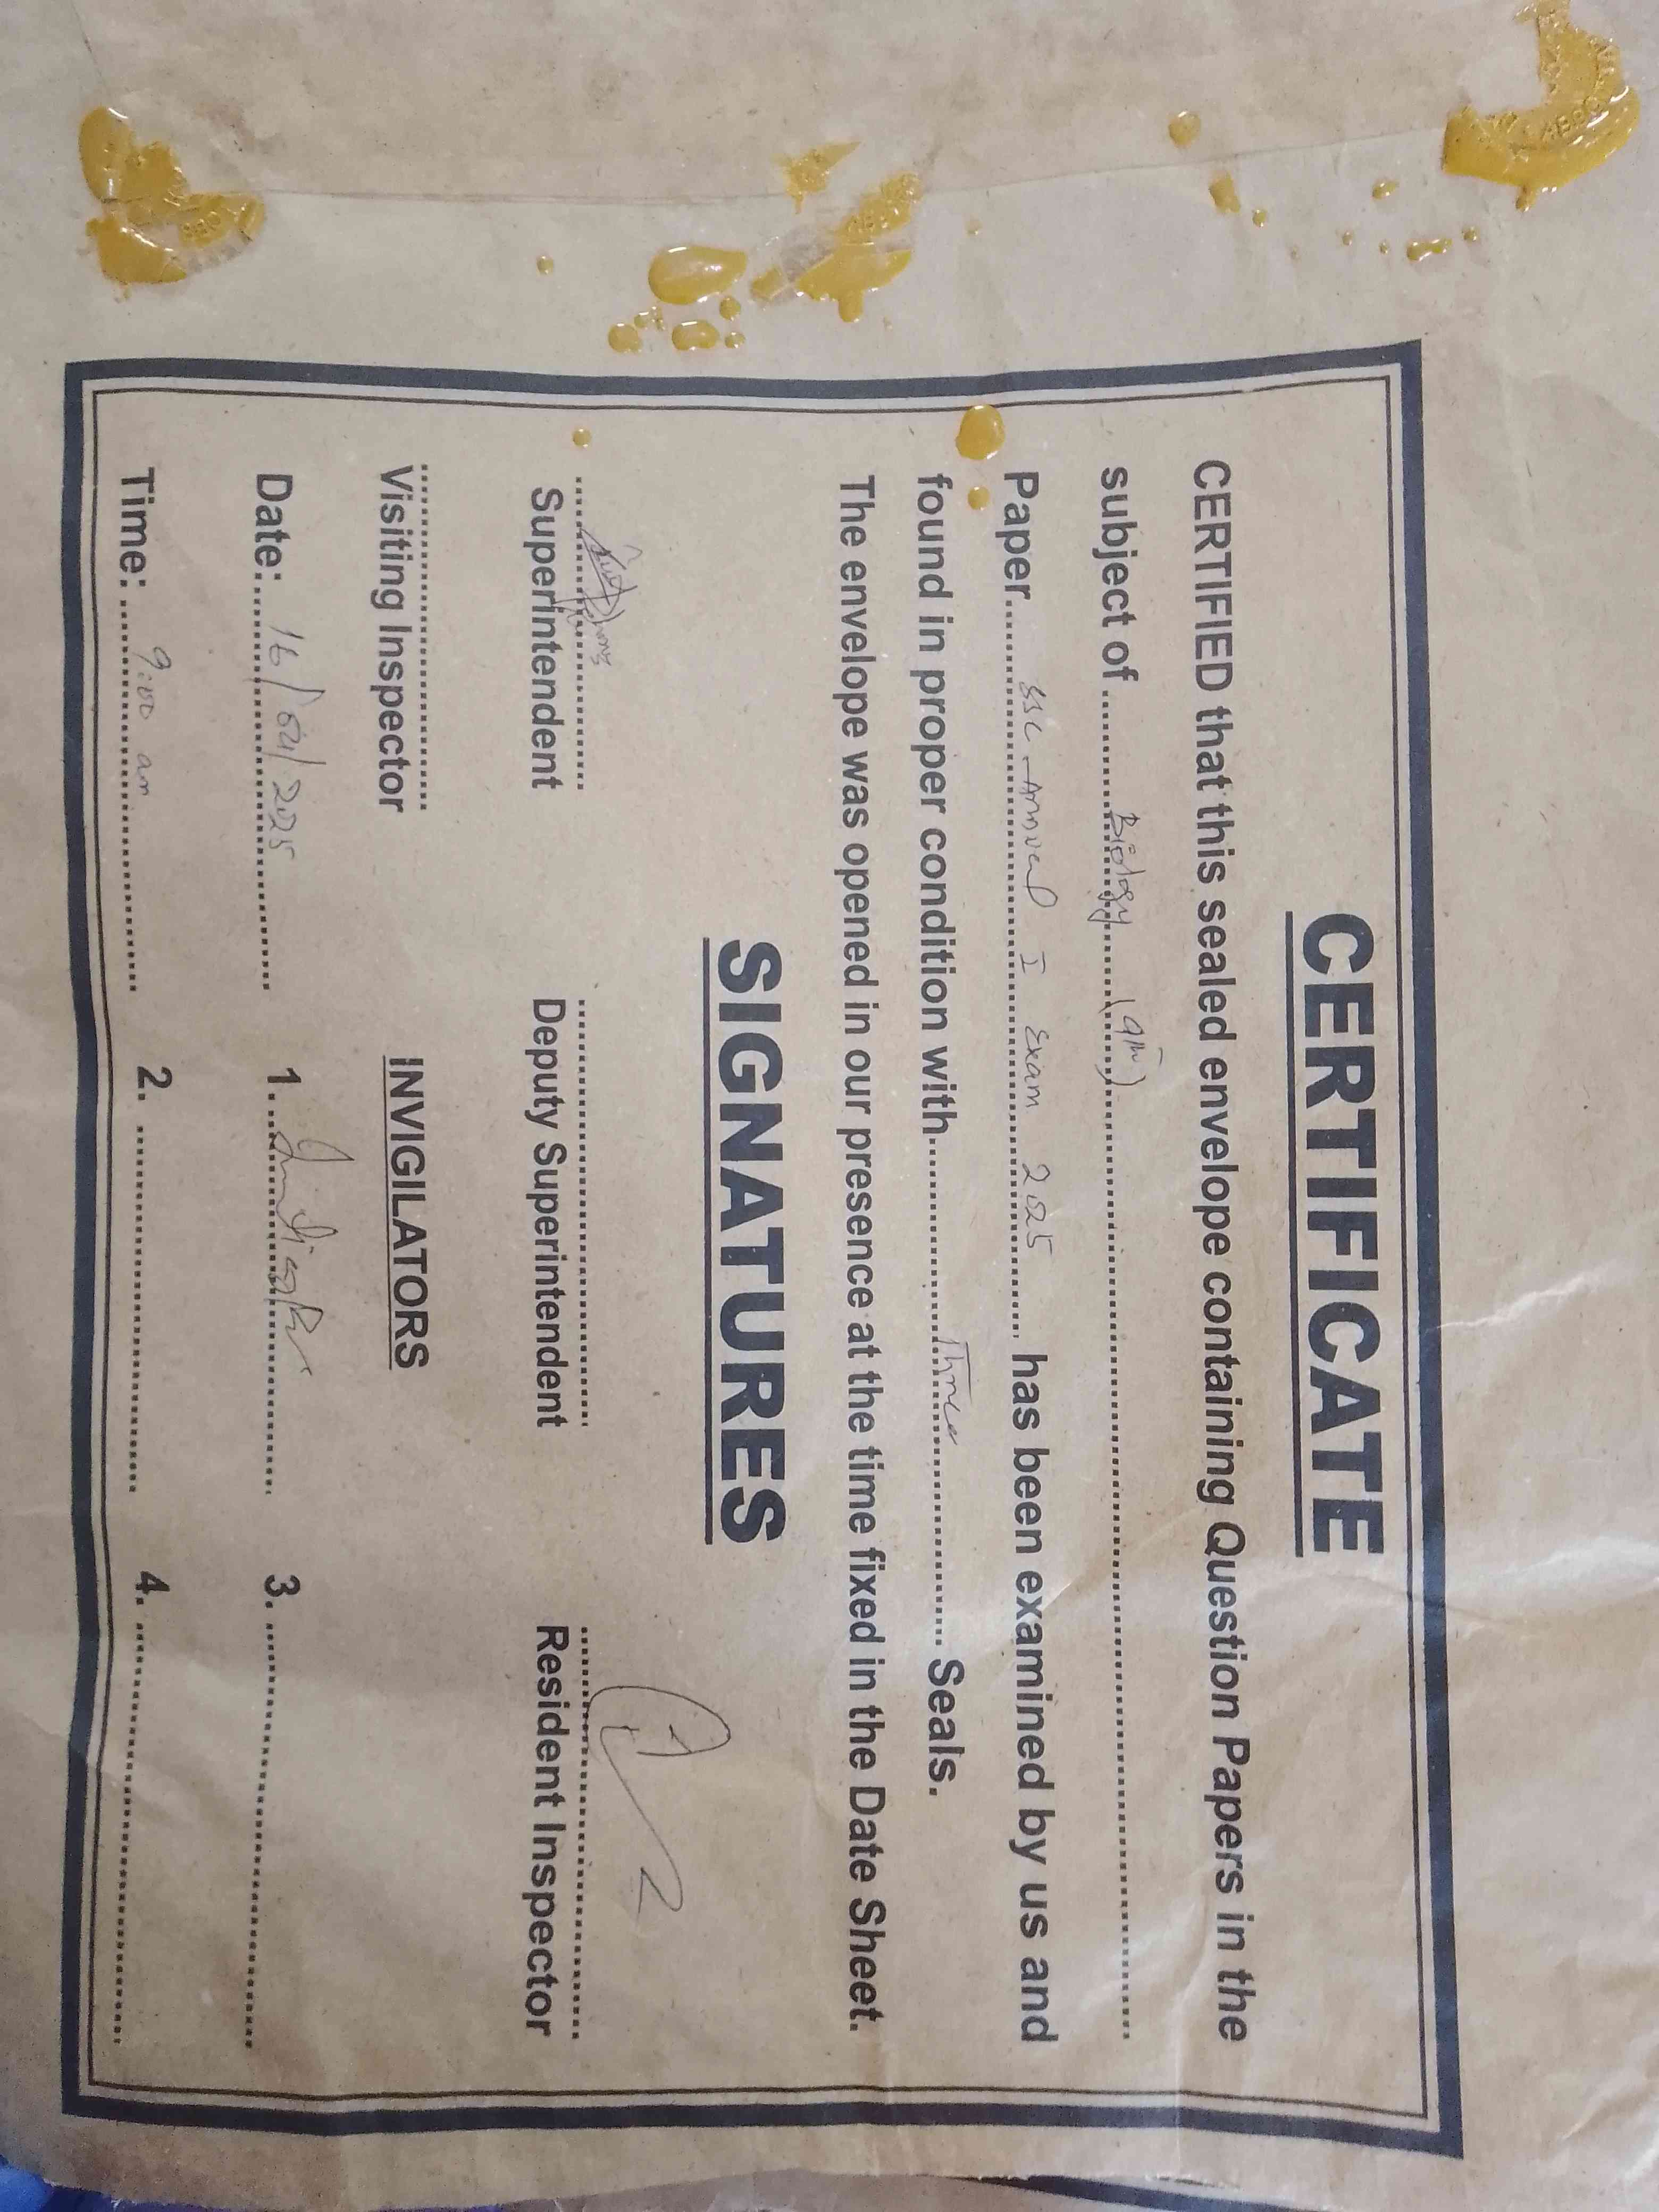 CERTIFICATE
CERTIFIED that this sealed envelope containing Question Papers in the
subject of .......... Biology (9th) ..........
Paper.......... SSC - Annual I Exam 2025 .......... has been examined by us and
found in proper condition with.......... Three .......... Seals.
The envelope was opened in our presence at the time fixed in the Date Sheet.
SIGNATURES
Superintendent Deputy Superintendent Resident Inspector
Visiting Inspector INVIGILATORS
Date: 16/04/2025 1. 3.
Time: 9:00 am 2. 4.